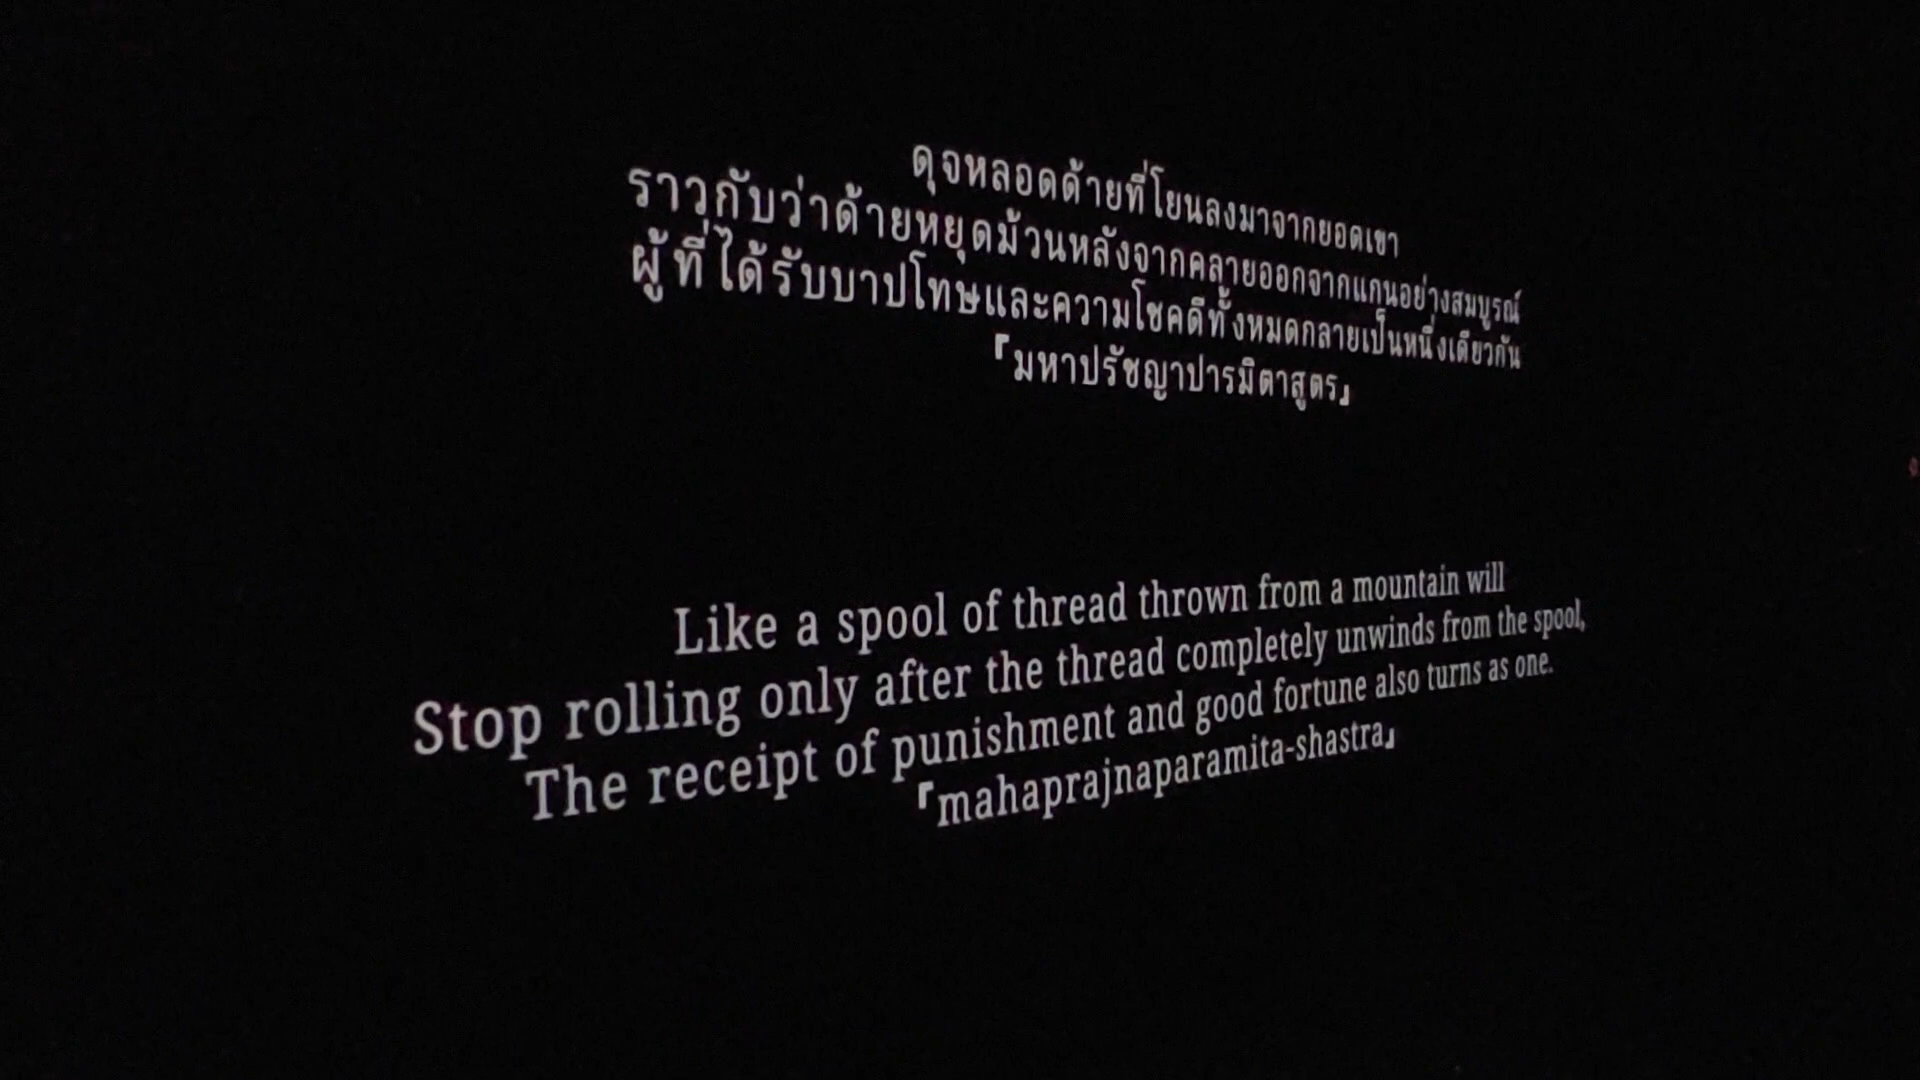 ดุจหลอดด้ายที่โยนลงมาจากยอดเขา
ราวกับว่าด้ายหยุดม้วนหลังจากคลายออกจากแกนอย่างสมบูรณ์
ผู้ที่ได้รับบาปโทษและความโชคดีทั้งหมดกลายเป็นหนึ่งเดียวกัน
「มหาปรัชญาปารมิตาสูตร」
Like a spool of thread thrown from a mountain will
Stop rolling only after the thread completely unwinds from the spool,
The receipt of punishment and good fortune also turns as one.
「mahaprajnaparamita-shastra」